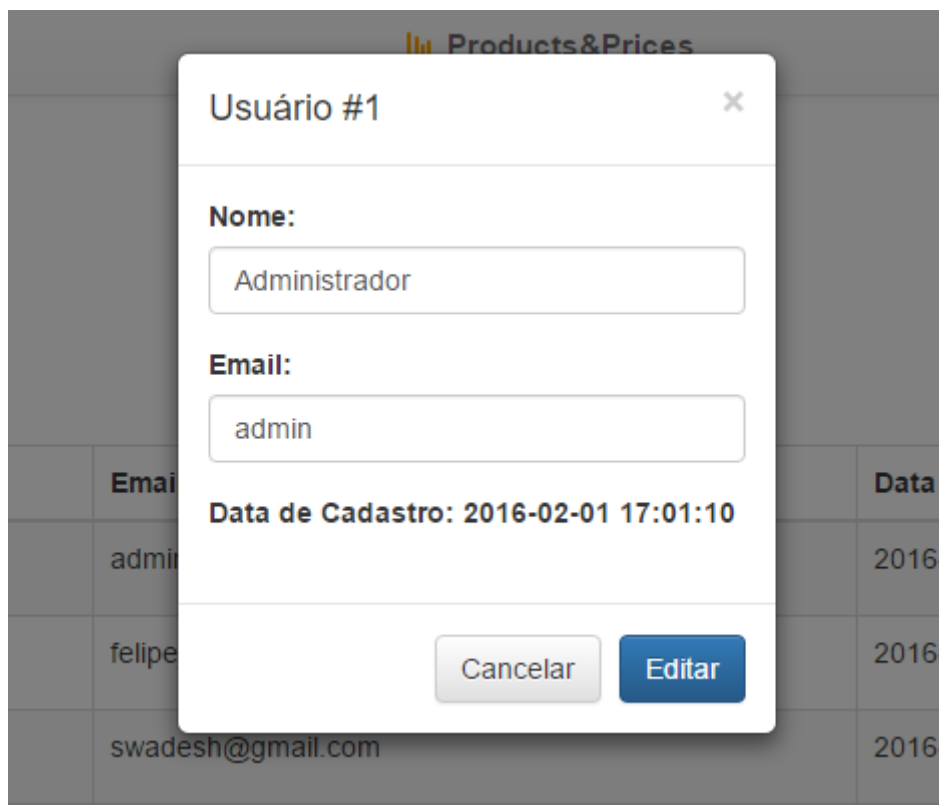 Products&Prices
Usuário #1
×
Nome:
Administrador
Email:
admin
Data de Cadastro: 2016-02-01 17:01:10
Cancelar
Editar
Emai
Data
admin
2016
felipe
2016
swadesh@gmail.com
2016